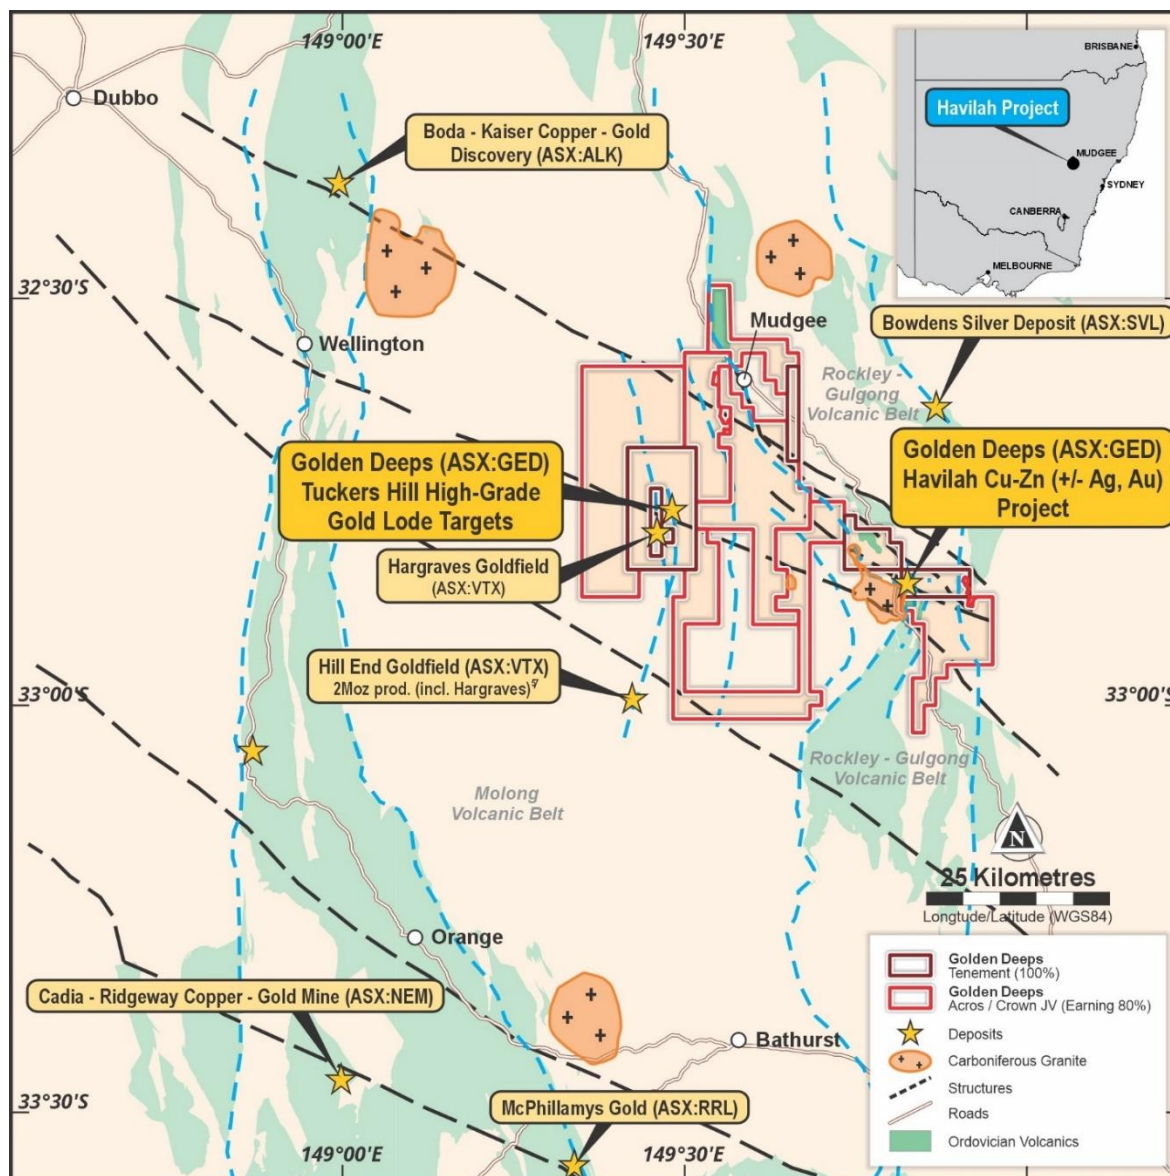 149°00'E
149°30'E
Dubbo
Boda - Kaiser Copper - Gold
Discovery (ASX:ALK)
BRISBANE
Havilah Project
MUDGEE
SYDNEY
CANBERRA
MELBOURNE
32°30'S
Wellington
Mudgee
Bowdens Silver Deposit (ASX:SVL)
Rockley -
Gulgong
Volcanic Belt
Golden Deeps (ASX:GED)
Tuckers Hill High-Grade
Gold Lode Targets
Golden Deeps (ASX:GED)
Havilah Cu-Zn (+/- Ag, Au)
Project
Hargraves Goldfield
(ASX:VTX)
Hill End Goldfield (ASX:VTX)
2Moz prod. (incl. Hargraves)
33°00'S
33°00'S
Rockley - Gulgong
Volcanic Belt
Molong
Volcanic Belt
N
25 Kilometres
Longtude/Latitude (WGS84)
Orange
Cadia - Ridgeway Copper - Gold Mine (ASX:NEM)
Bathurst
McPhillamys Gold (ASX:RRL)
33°30'S
149°00'E
149°30'E
Golden Deeps
Tenement (100%)
Golden Deeps
Acros / Crown JV (Earning 80%)
Deposits
Carboniferous Granite
Structures
Roads
Ordovician Volcanics